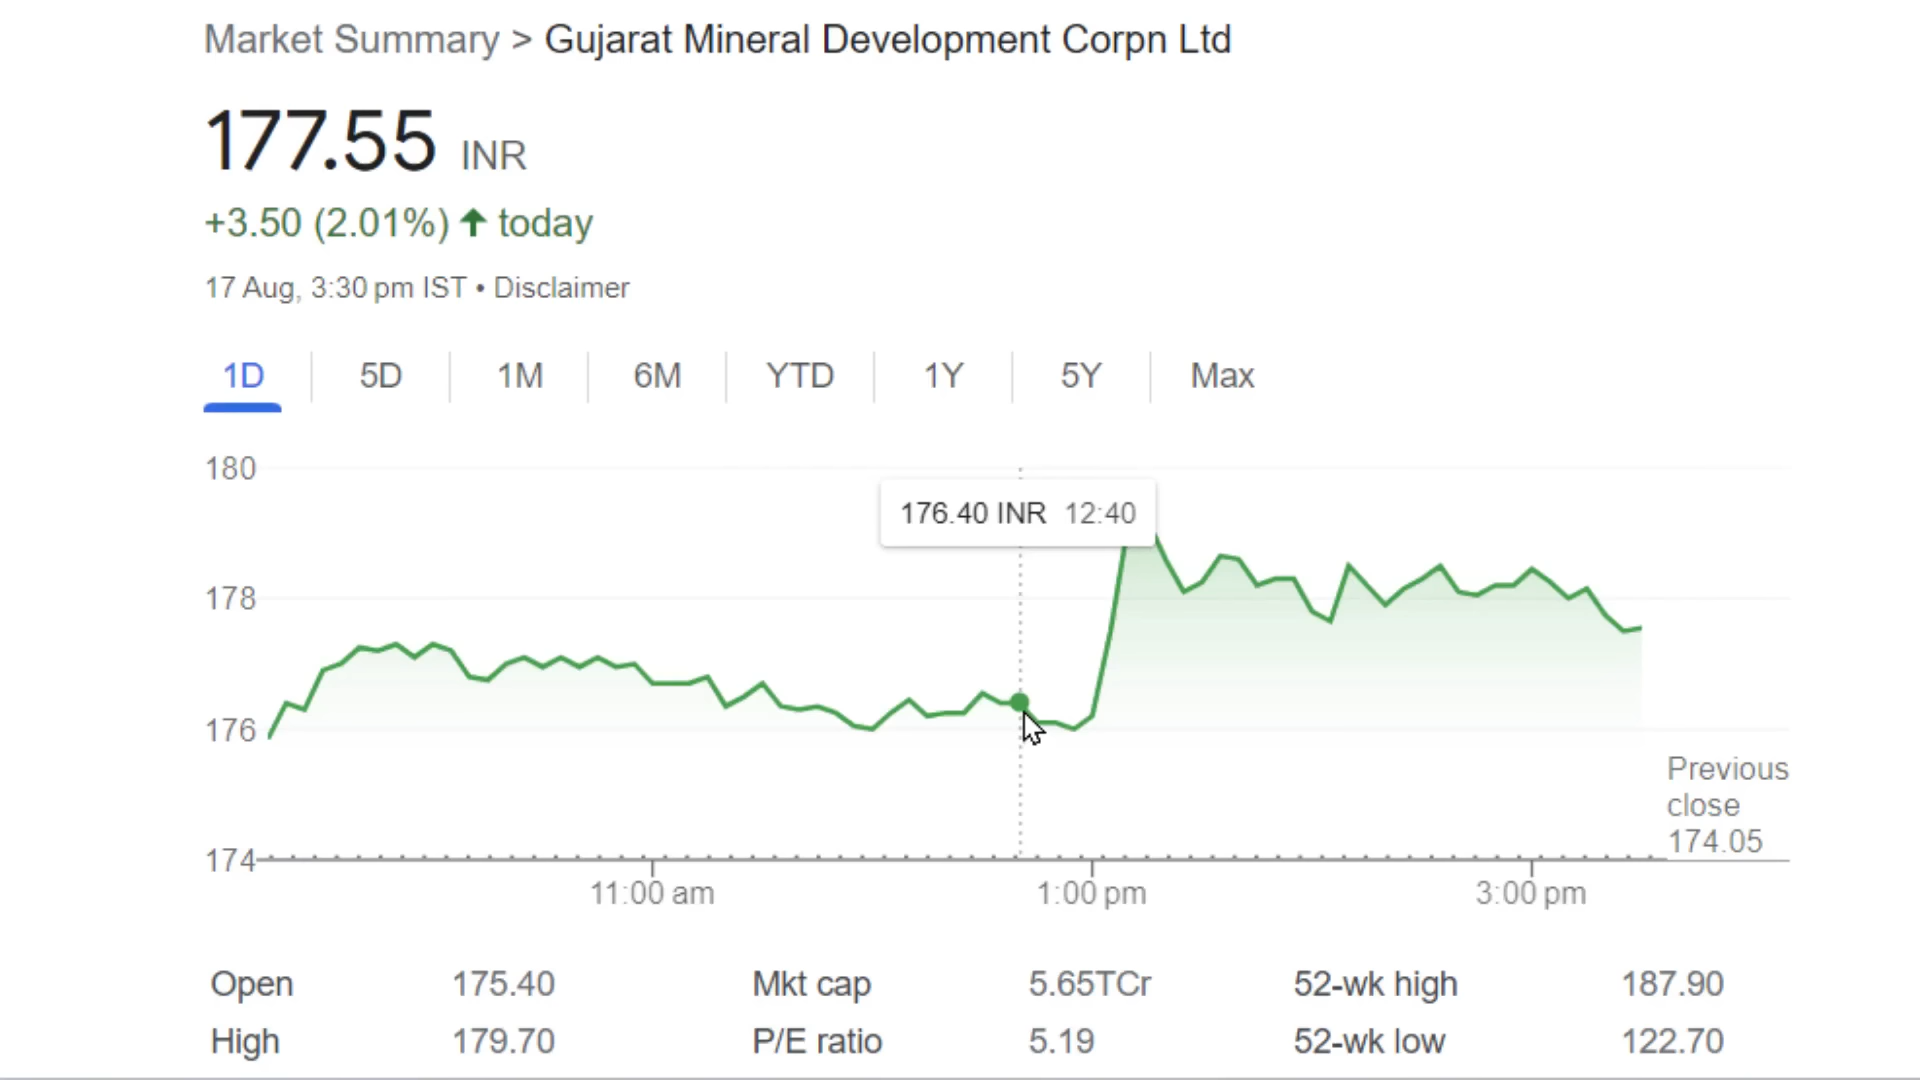 Market Summary > Gujarat Mineral Development Corpn Ltd
177.55 INR
+3.50 (2.01%) ↑ today
17 Aug, 3:30 pm IST • Disclaimer
1D 5D 1M 6M YTD 1Y 5Y Max
180
176.40 INR 12:40
178
176
Previous
close
174.05
174
11:00 am 1:00 pm 3:00 pm
Open 175.40 Mkt cap 5.65TCr 52-wk high 187.90
High 179.70 P/E ratio 5.19 52-wk low 122.70